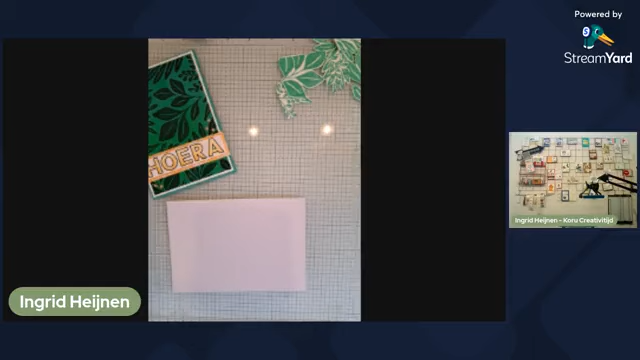 Powered by
StreamYard
HOERA
Ingrid Heijnen - Koru Creativitijd
Ingrid Heijnen